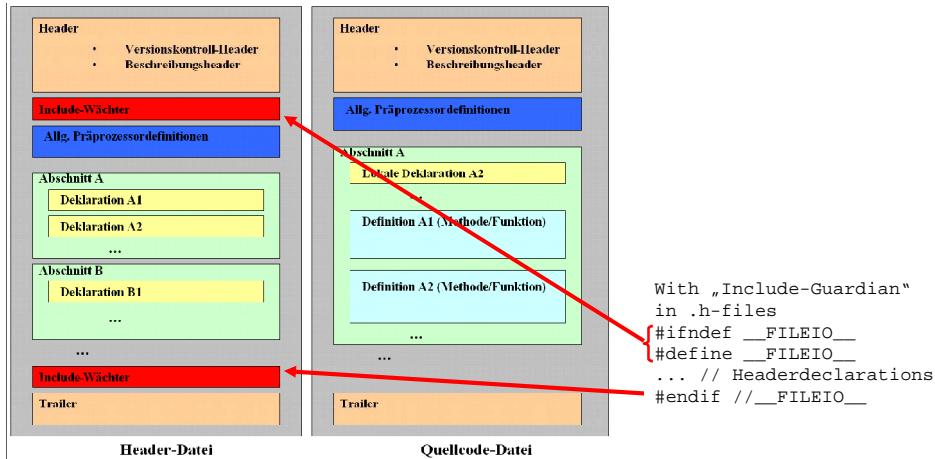 Header
• Versionskontroll-Header
• Beschreibungsheader
Include-Wächter
Allg. Präprozessordefinitionen
Abschnitt A
Deklaration A1
Deklaration A2
...
Abschnitt B
Deklaration B1
...
...
Include-Wächter
Trailer
Header-Datei
Header
• Versionskontroll-Header
• Beschreibungsheader
Allg. Präprozessordefinitionen
Abschnitt A
Lokale Deklaration A2
...
Definition A1 (Methode/Funktion)
Definition A2 (Methode/Funktion)
...
...
Trailer
Quellcode-Datei
With „Include-Guardian“
in .h-files
#ifndef __FILEIO__
#define __FILEIO__
... // Headerdeclarations
#endif //__FILEIO__